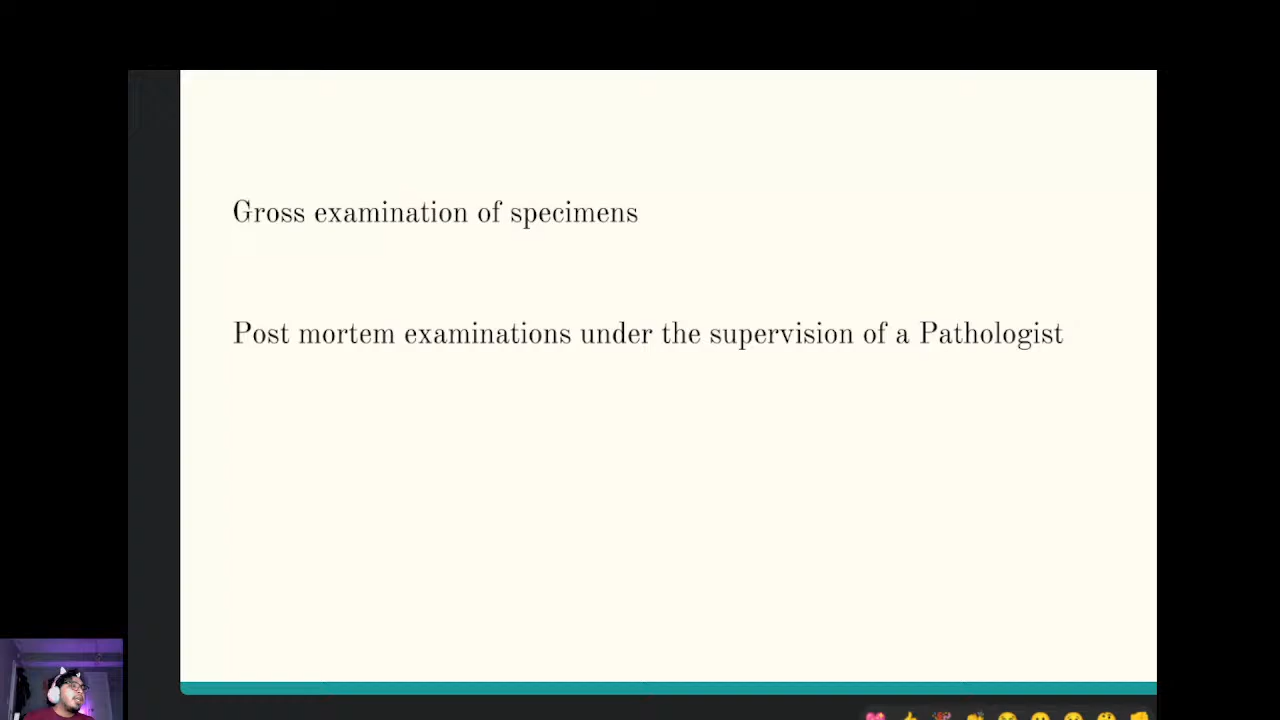 Gross examination of specimens
Post mortem examinations under the supervision of a Pathologist